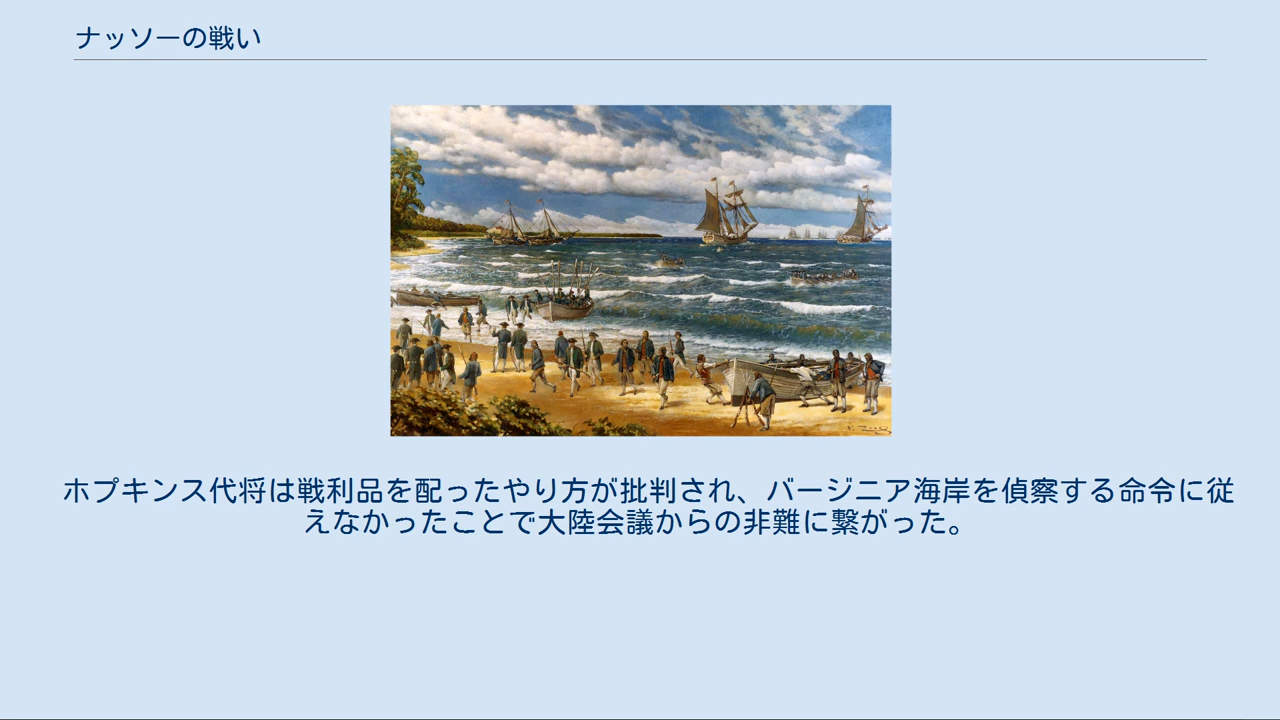 ナッソーの戦い
ホプキンス代将は戦利品を配ったやり方が批判され、バージニア海岸を偵察する命令に従
えなかったことで大陸会議からの非難に繋がった。